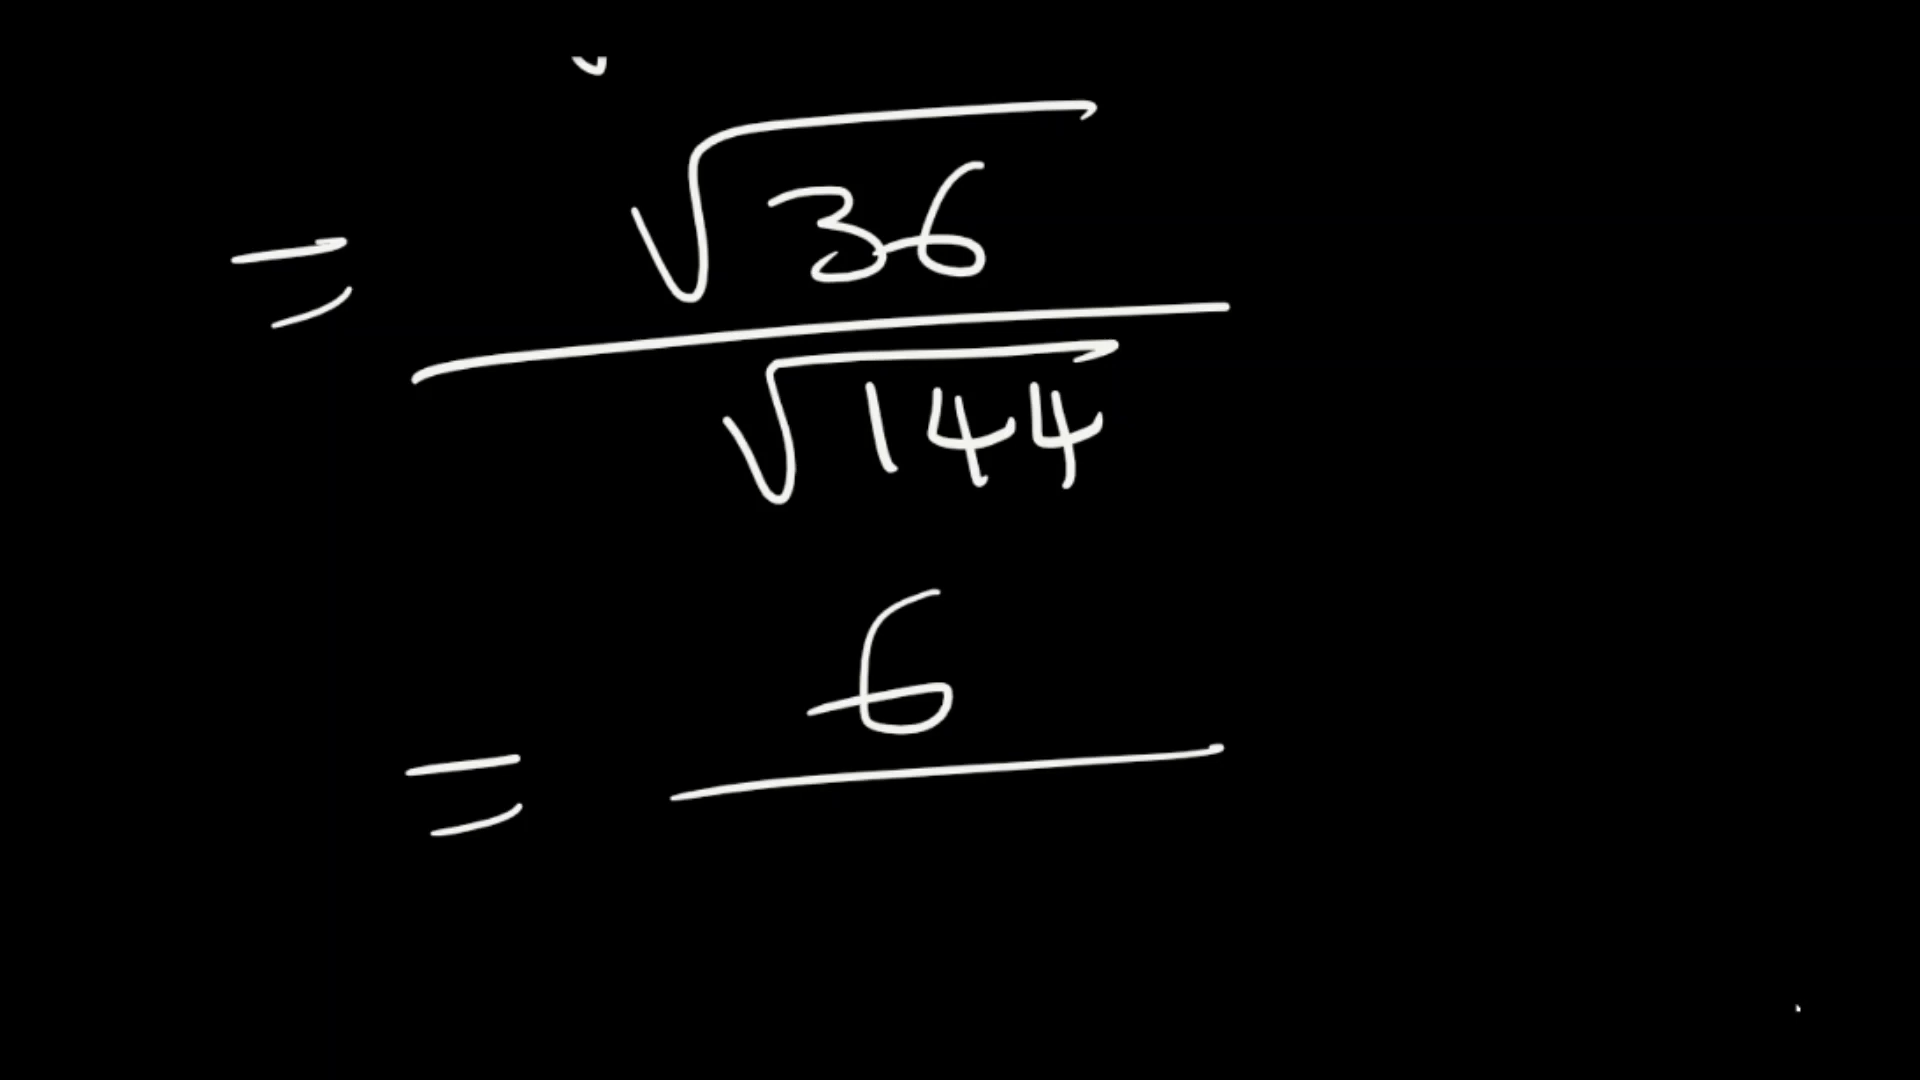 = √36 / √144
= 6 /